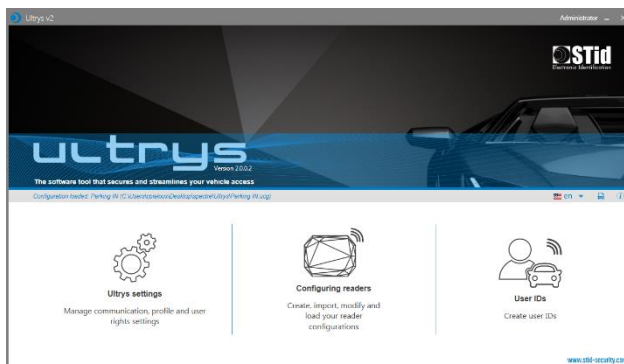 Ultrys v2
Administrator
STid
Electronic Identification
ultrys
Version 2.0.0.2
The software tool that secures and streamlines your vehicle access
en
Ultrys settings
Manage communication, profile and user
rights settings
Configuring readers
Create, import, modify and
load your reader
configurations
User IDs
Create user IDs
www.stid-security.com